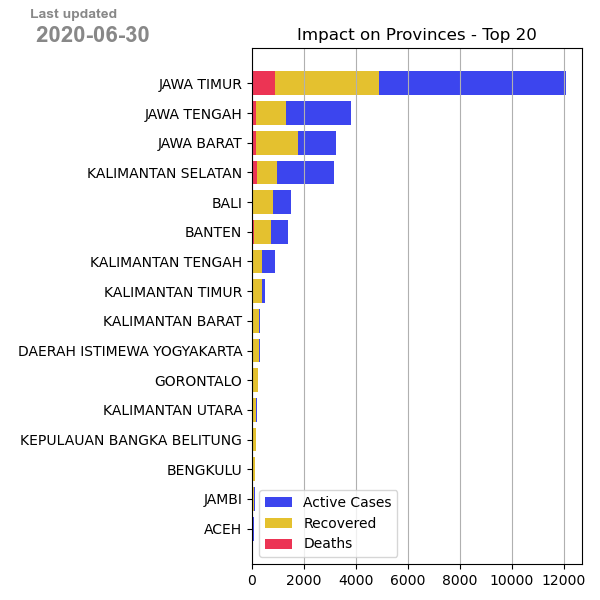 Last updated
2020-06-30
Impact on Provinces - Top 20
JAWA TIMUR
JAWA TENGAH
JAWA BARAT
KALIMANTAN SELATAN
BALI
BANTEN
KALIMANTAN TENGAH
KALIMANTAN TIMUR
KALIMANTAN BARAT
DAERAH ISTIMEWA YOGYAKARTA
GORONTALO
KALIMANTAN UTARA
KEPULAUAN BANGKA BELITUNG
BENGKULU
JAMBI
ACEH
Active Cases
Recovered
Deaths
0 2000 4000 6000 8000 10000 12000